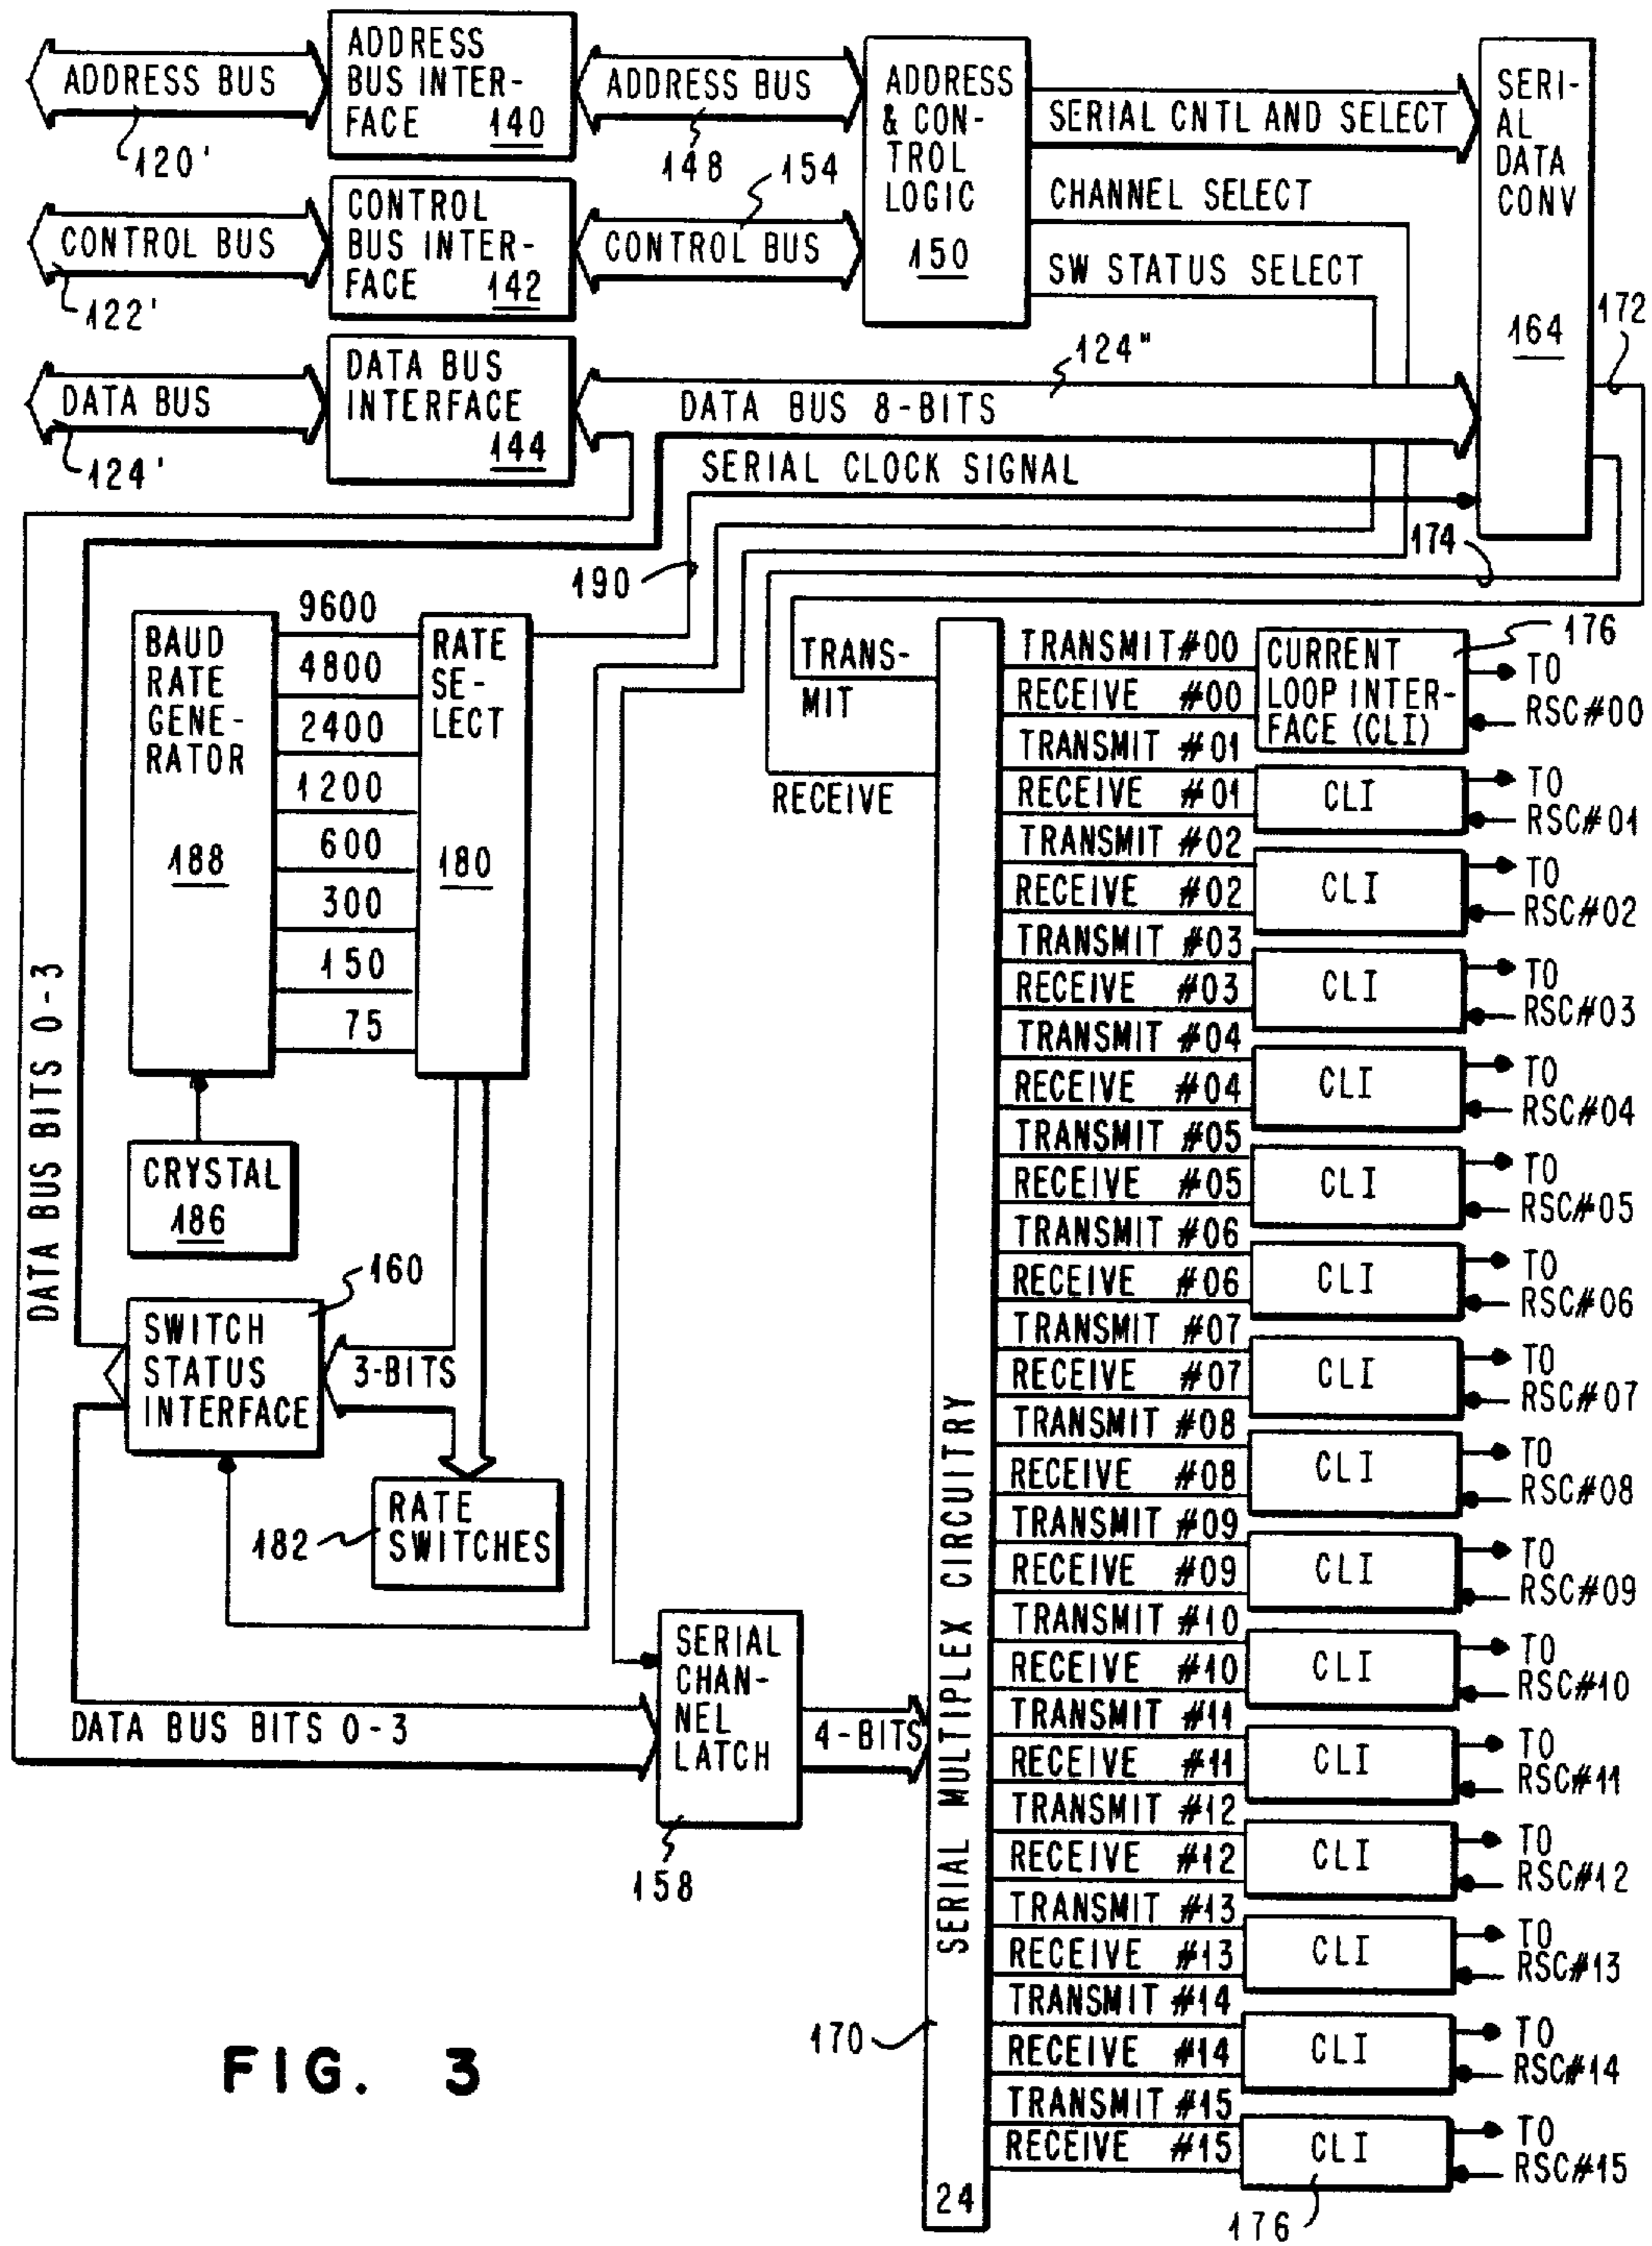 ADDRESS BUS
120'
ADDRESS
BUS INTER-
FACE 140
ADDRESS BUS
148
ADDRESS
& CON-
TROL
LOGIC
150
SERIAL CNTL AND SELECT
CHANNEL SELECT
SW STATUS SELECT
SERI-
AL
DATA
CONV
164
172
CONTROL BUS
122'
CONTROL
BUS INTER-
FACE 142
154
CONTROL BUS
DATA BUS
124'
DATA BUS
INTERFACE
144
124"
DATA BUS 8-BITS
SERIAL CLOCK SIGNAL
190
174
DATA BUS BITS 0-3
BAUD
RATE
GENE-
RATOR
188
9600
4800
2400
1200
600
300
150
75
RATE
SE-
LECT
180
CRYSTAL
186
160
SWITCH
STATUS
INTERFACE
3-BITS
RATE
SWITCHES
182
DATA BUS BITS 0-3
SERIAL
CHAN-
NEL
LATCH
158
4-BITS
TRANS-
MIT
RECEIVE
SERIAL MULTIPLEX CIRCUITRY
170
24
TRANSMIT #00
RECEIVE #00
CURRENT
LOOP INTER-
FACE (CLI)
176
TO
RSC#00
TRANSMIT #01
RECEIVE #01
CLI
TO
RSC#01
TRANSMIT #02
RECEIVE #02
CLI
TO
RSC#02
TRANSMIT #03
RECEIVE #03
CLI
TO
RSC#03
TRANSMIT #04
RECEIVE #04
CLI
TO
RSC#04
TRANSMIT #05
RECEIVE #05
CLI
TO
RSC#05
TRANSMIT #06
RECEIVE #06
CLI
TO
RSC#06
TRANSMIT #07
RECEIVE #07
CLI
TO
RSC#07
TRANSMIT #08
RECEIVE #08
CLI
TO
RSC#08
TRANSMIT #09
RECEIVE #09
CLI
TO
RSC#09
TRANSMIT #10
RECEIVE #10
CLI
TO
RSC#10
TRANSMIT #11
RECEIVE #11
CLI
TO
RSC#11
TRANSMIT #12
RECEIVE #12
CLI
TO
RSC#12
TRANSMIT #13
RECEIVE #13
CLI
TO
RSC#13
TRANSMIT #14
RECEIVE #14
CLI
TO
RSC#14
TRANSMIT #15
RECEIVE #15
CLI
TO
RSC#15
176
FIG. 3